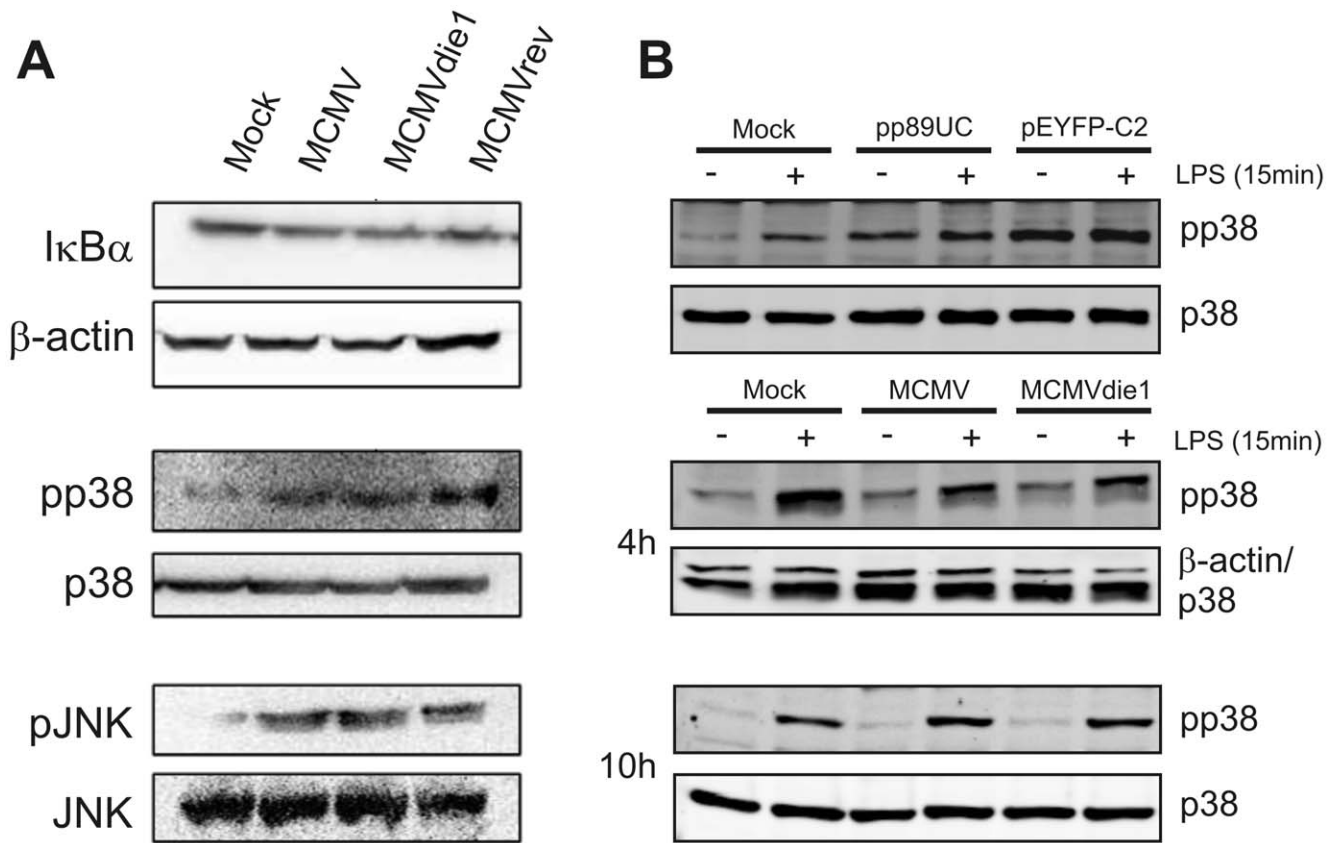 A
Mock
MCMV
MCMVdie1
MCMVrev
IκBα
β-actin
pp38
p38
pJNK
JNK
B
Mock pp89UC pEYFP-C2
- + - + - + LPS (15min)
pp38
p38
Mock MCMV MCMVdie1
- + - + - + LPS (15min)
pp38
4h
β-actin/
p38
pp38
10h
p38